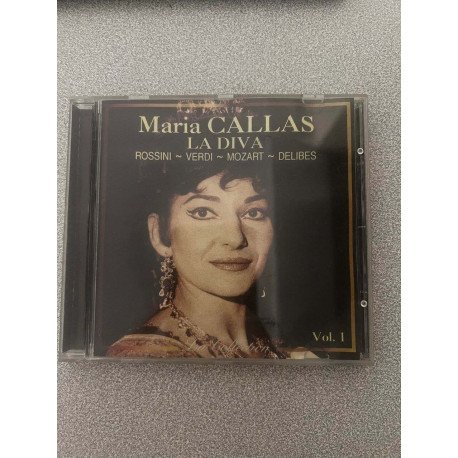 Maria CALLAS
LA DIVA
ROSSINI ~ VERDI ~ MOZART ~ DELIBES
Vol. 1